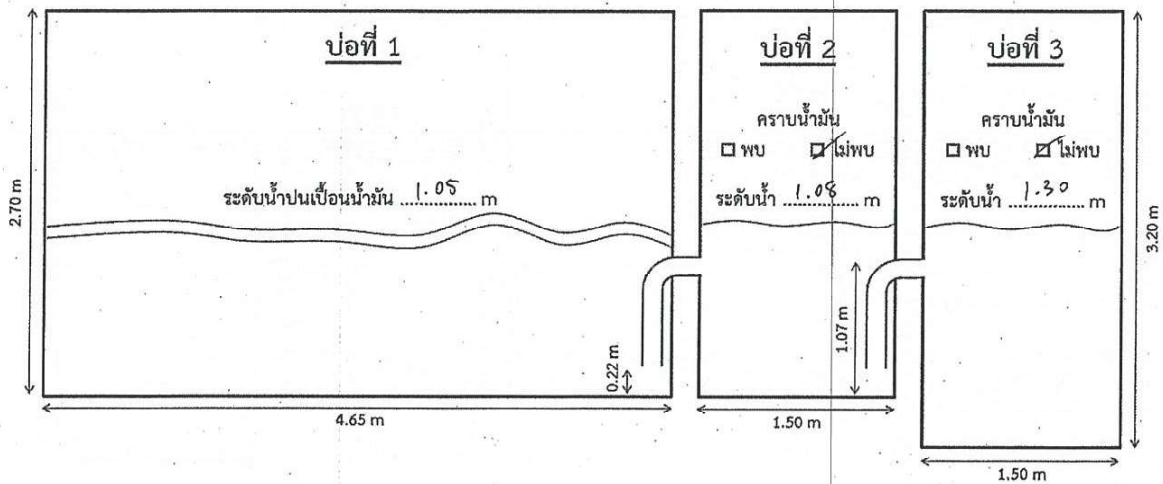 บ่อที่ 1
บ่อที่ 2
บ่อที่ 3
คราบน้ำมัน
☐ พบ ☑ ไม่พบ
คราบน้ำมัน
☐ พบ ☑ ไม่พบ
ระดับน้ำปนเปื้อนน้ำมัน 1.05 m
ระดับน้ำ 1.08 m
ระดับน้ำ 1.30 m
2.70 m
3.20 m
1.07 m
0.22 m
4.65 m
1.50 m
1.50 m